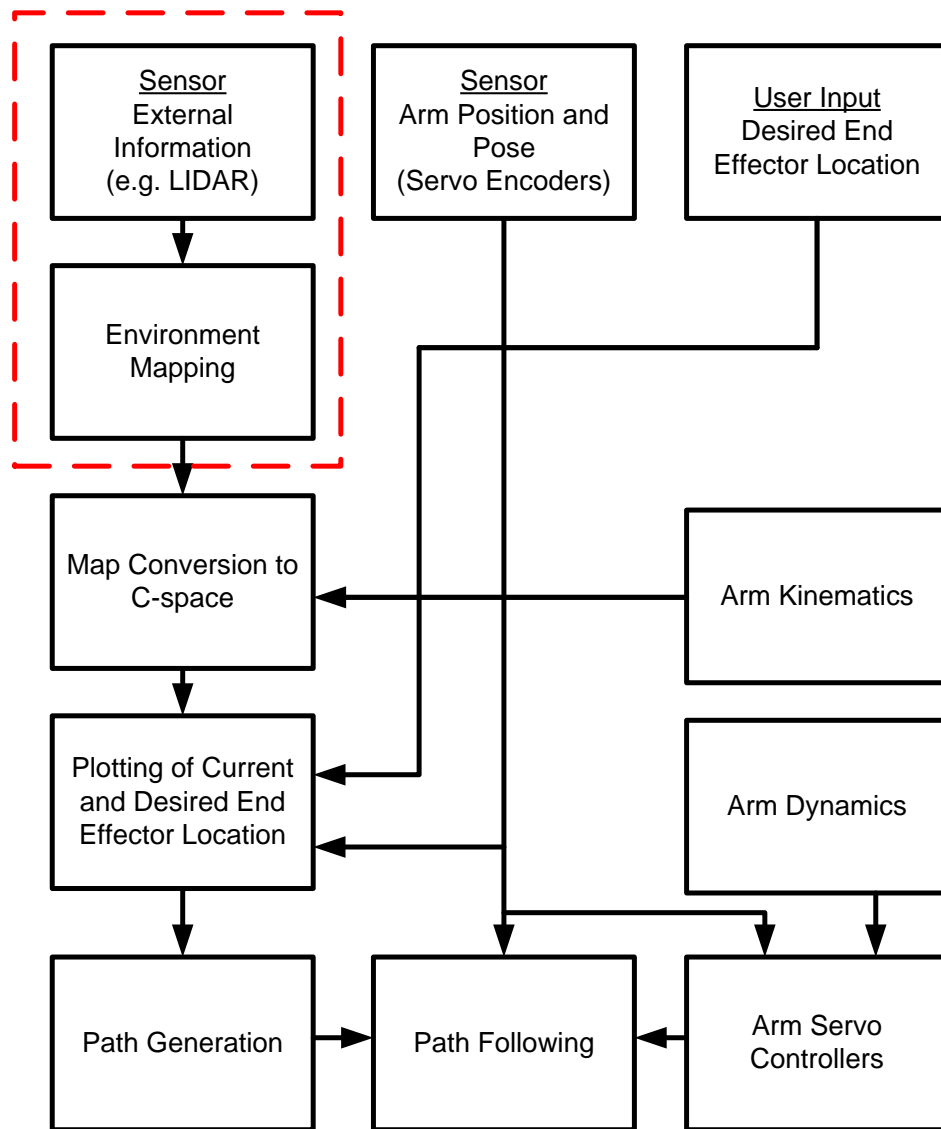 Sensor
External
Information
(e.g. LIDAR)
Sensor
Arm Position and
Pose
(Servo Encoders)
User Input
Desired End
Effector Location
Environment
Mapping
Map Conversion to
C-space
Arm Kinematics
Plotting of Current
and Desired End
Effector Location
Arm Dynamics
Path Generation
Path Following
Arm Servo
Controllers